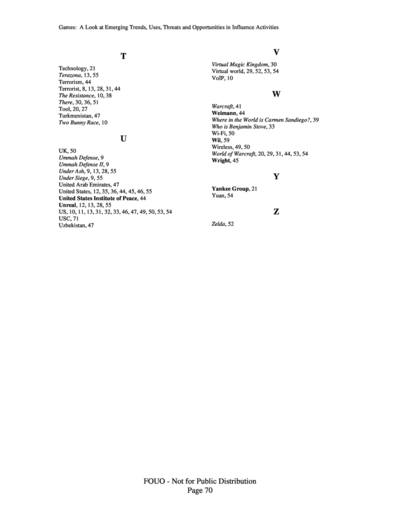 Games: A Look at Emerging Trends, Uses, Threats and Opportunities in Influence Activities
T
Technology, 21
Terazona, 13, 55
Terrorism, 44
Terrorist, 8, 13, 28, 31, 44
The Resistance, 10, 38
There, 30, 36, 51
Tool, 20, 27
Turkmenistan, 47
Two Bunny Race, 10
U
UK, 50
Ummah Defense, 9
Ummah Defense II, 9
Under Ash, 9, 13, 28, 55
Under Siege, 9, 55
United Arab Emirates, 47
United States, 12, 35, 36, 44, 45, 46, 55
United States Institute of Peace, 44
Unreal, 12, 13, 28, 55
US, 10, 11, 13, 31, 32, 33, 46, 47, 49, 50, 53, 54
USC, 71
Uzbekistan, 47
V
Virtual Magic Kingdom, 30
Virtual world, 29, 52, 53, 54
VoIP, 10
W
Warcraft, 41
Weimann, 44
Where in the World is Carmen Sandiego?, 39
Who is Benjamin Stove, 33
Wi-Fi, 50
Wii, 59
Wireless, 49, 50
World of Warcraft, 20, 29, 31, 44, 53, 54
Wright, 45
Y
Yankee Group, 21
Yuan, 54
Z
Zelda, 52
FOUO - Not for Public Distribution
Page 70